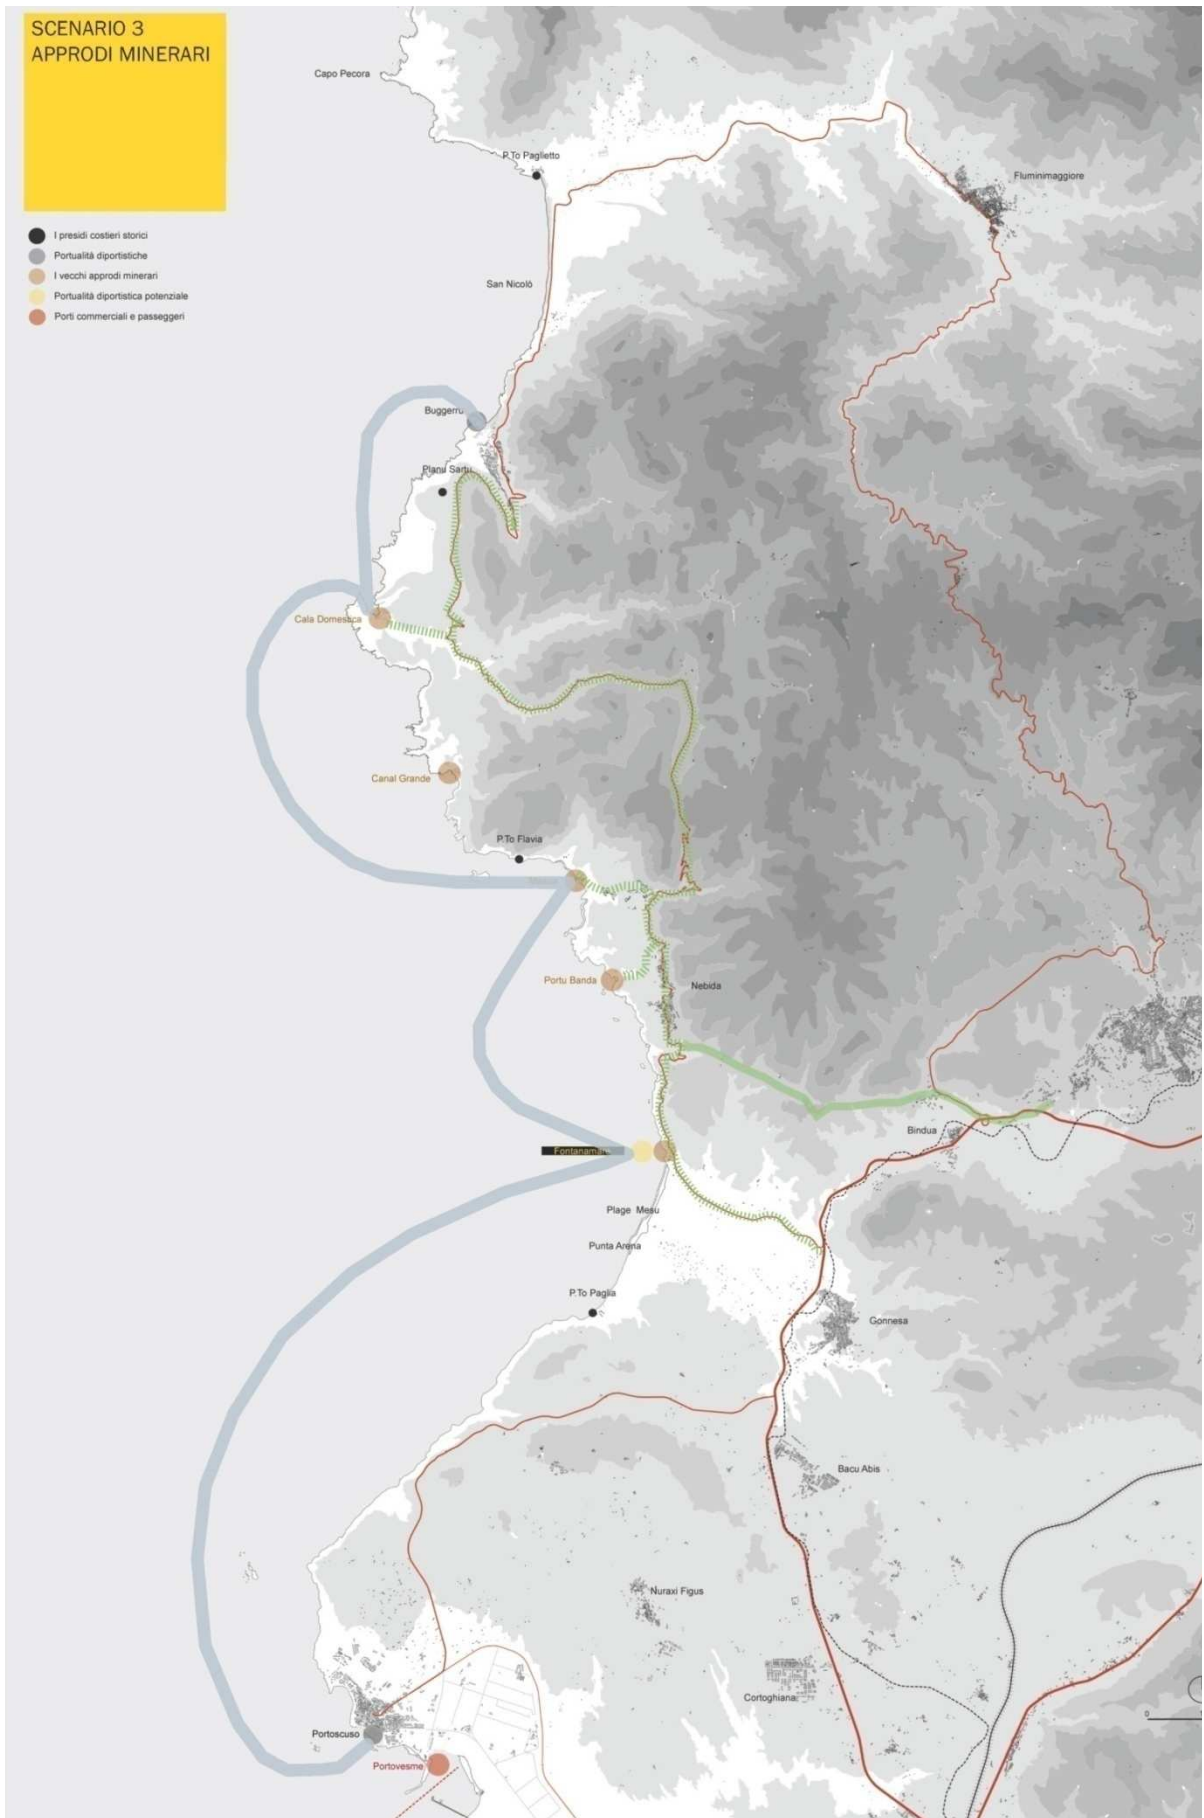 SCENARIO 3
APPRODI MINERARI
I presidi costieri storici
Portualità diportistiche
I vecchi approdi minerari
Portualità diportistica potenziale
Porti commerciali e passeggeri
Capo Pecora
P.To Paglietto
Fluminimaggiore
San Nicolò
Buggerru
Planu Sartu
Cala Domestica
Canal Grande
P.To Flavia
Portu Banda
Nebida
Bindua
Fontanamare
Plage Mesu
Punta Arena
P.To Paglia
Gonnesa
Bacu Abis
Nuraxi Figus
Cortoghiana
Portoscuso
Portovesme
0